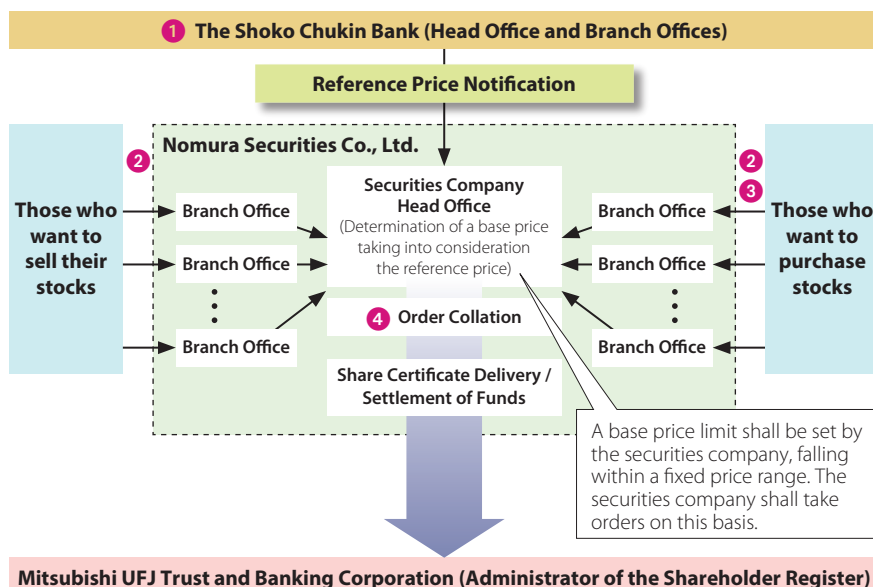 1 The Shoko Chukin Bank (Head Office and Branch Offices)
Reference Price Notification
Nomura Securities Co., Ltd.
2
2
3
Those who
want to
sell their
stocks
Branch Office
Branch Office
Branch Office
Securities Company
Head Office
(Determination of a base price
taking into consideration
the reference price)
4 Order Collation
Share Certificate Delivery /
Settlement of Funds
Branch Office
Branch Office
Branch Office
Those who
want to
purchase
stocks
A base price limit shall be set by
the securities company, falling
within a fixed price range. The
securities company shall take
orders on this basis.
Mitsubishi UFJ Trust and Banking Corporation (Administrator of the Shareholder Register)